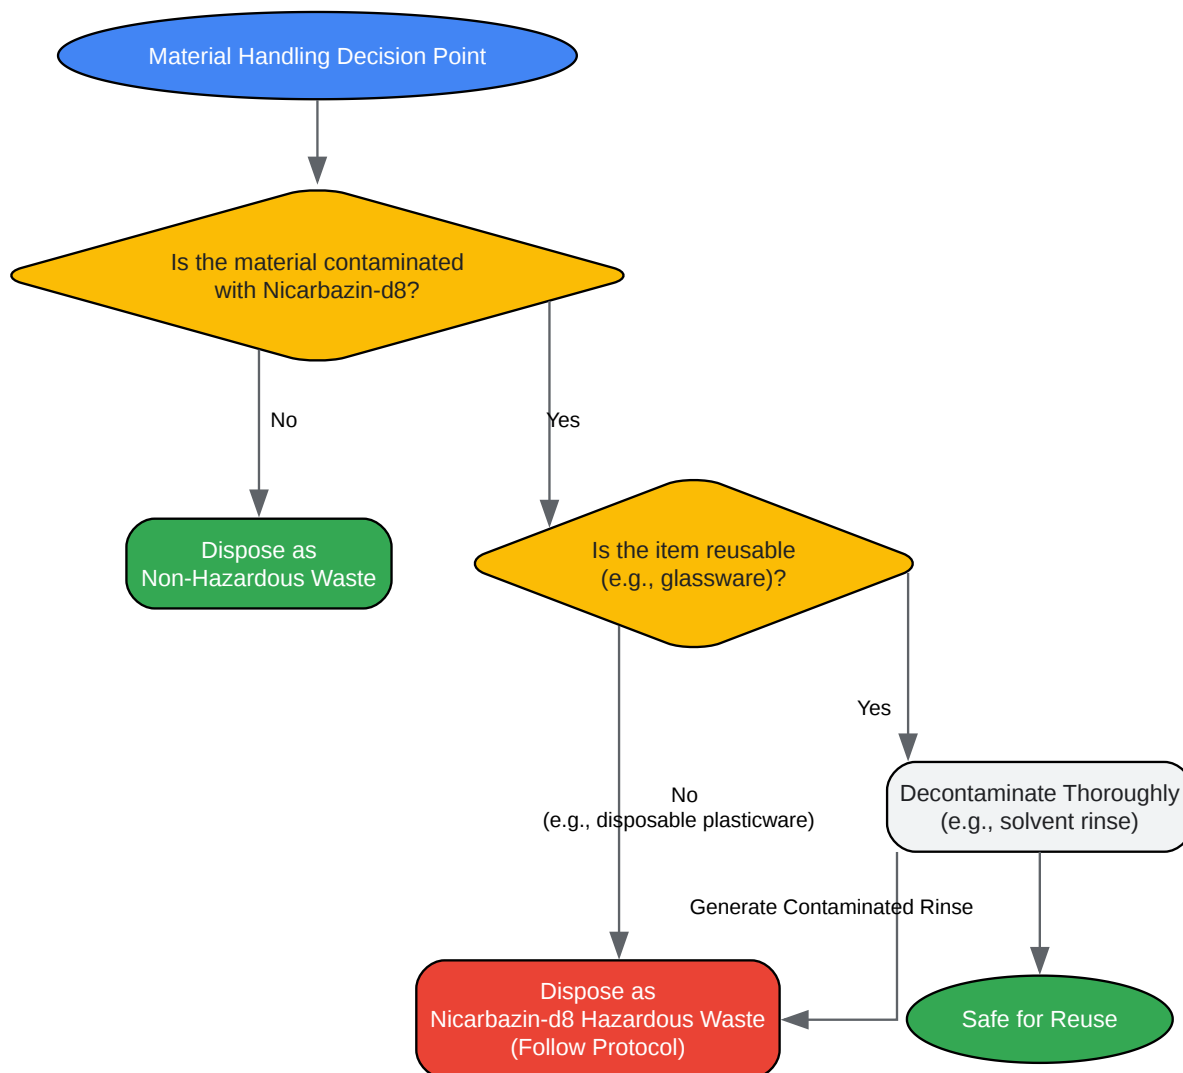 Material Handling Decision Point
Is the material contaminated
with Nicarbazin-d8?
No
Yes
Dispose as
Non-Hazardous Waste
Is the item reusable
(e.g., glassware)?
Yes
No
(e.g., disposable plasticware)
Decontaminate Thoroughly
(e.g., solvent rinse)
Generate Contaminated Rinse
Dispose as
Nicarbazin-d8 Hazardous Waste
(Follow Protocol)
Safe for Reuse